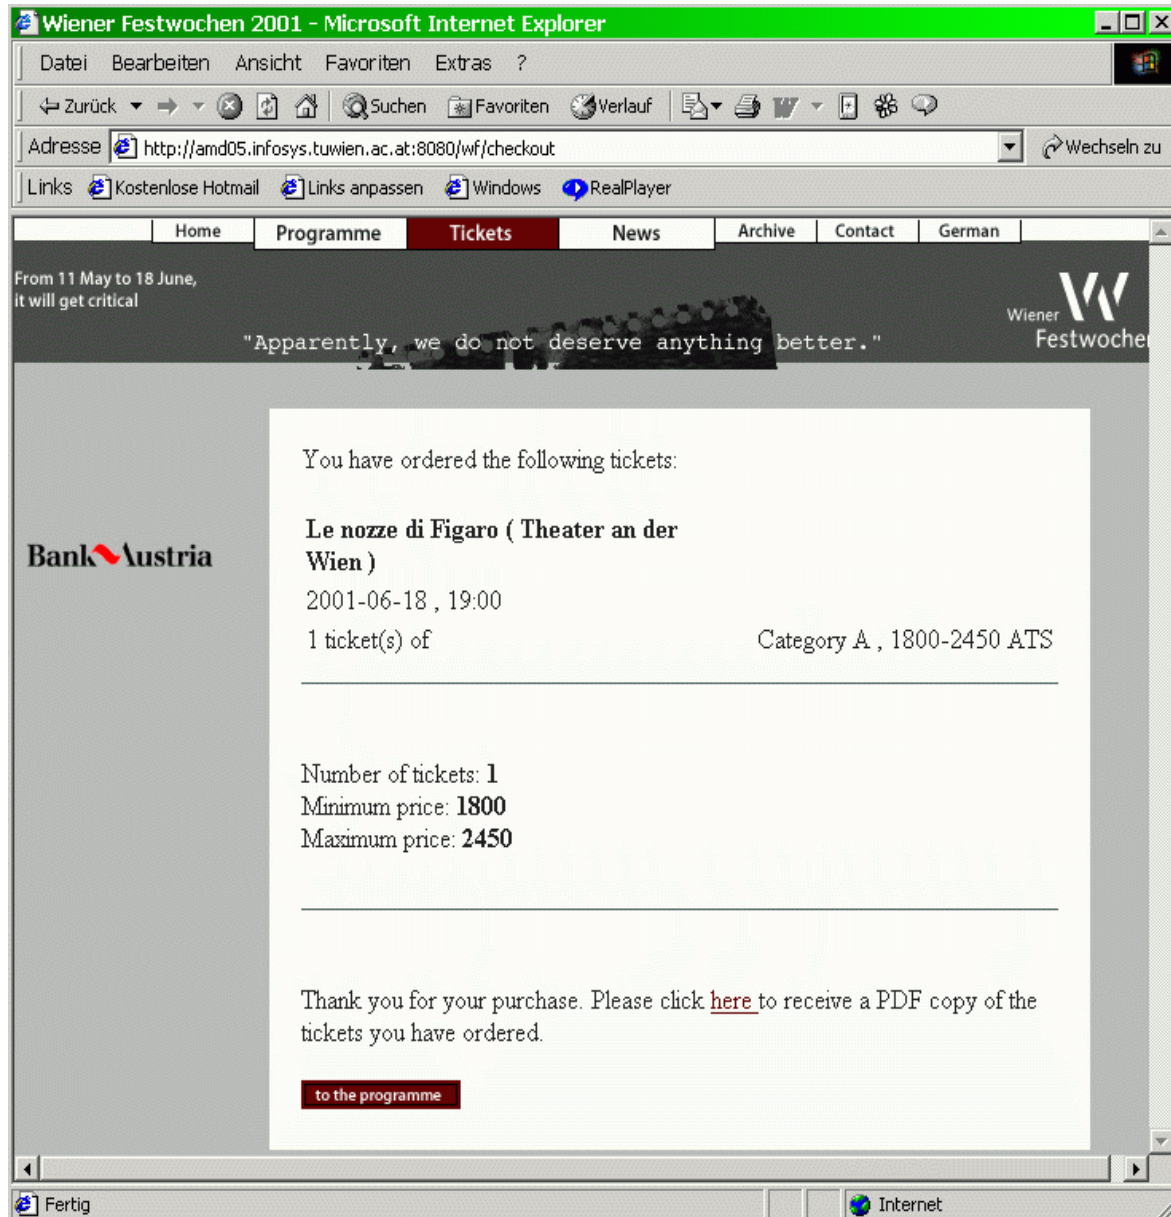 Wiener Festwochen 2001 - Microsoft Internet Explorer
Datei Bearbeiten Ansicht Favoriten Extras ?
Zurück Suchen Favoriten Verlauf
Adresse http://amd05.infosys.tuwien.ac.at:8080/wf/checkout Wechseln zu
Links Kostenlose Hotmail Links anpassen Windows RealPlayer
Home Programme Tickets News Archive Contact German
From 11 May to 18 June,
it will get critical
Wiener
Festwochen
"Apparently, we do not deserve anything better."
You have ordered the following tickets:
Le nozze di Figaro ( Theater an der
Wien )
Bank Austria
2001-06-18 , 19:00
1 ticket(s) of Category A , 1800-2450 ATS
Number of tickets: 1
Minimum price: 1800
Maximum price: 2450
Thank you for your purchase. Please click here to receive a PDF copy of the
tickets you have ordered.
to the programme
Fertig Internet